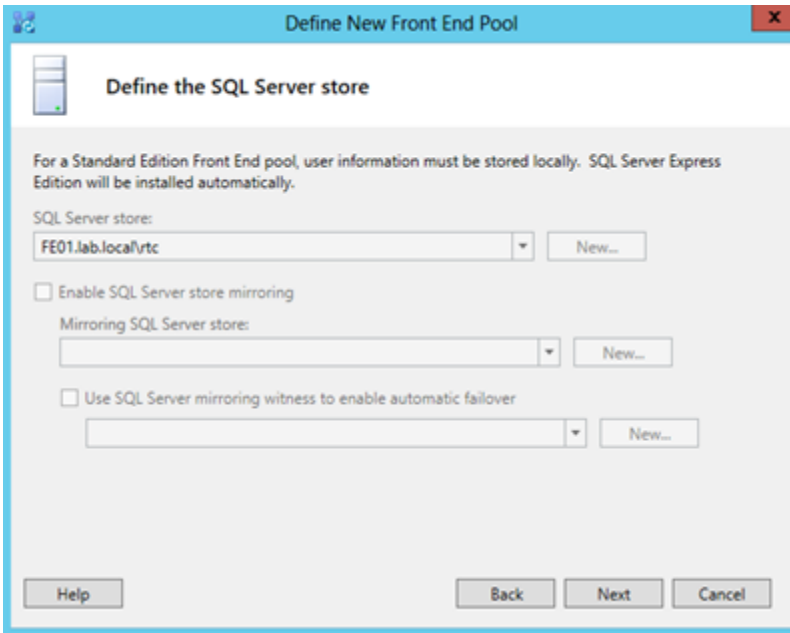 Define New Front End Pool
x
Define the SQL Server store
For a Standard Edition Front End pool, user information must be stored locally.  SQL Server Express
Edition will be installed automatically.
SQL Server store:
FE01.lab.local\rtc
New...
Enable SQL Server store mirroring
Mirroring SQL Server store:
New...
Use SQL Server mirroring witness to enable automatic failover
New...
Help Back Next Cancel